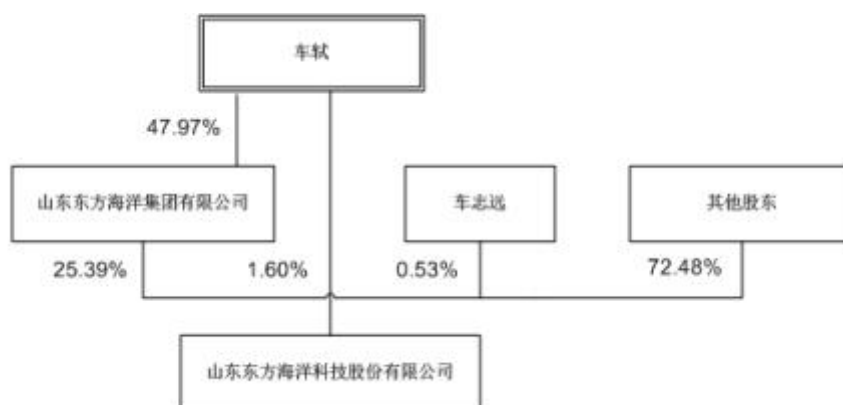 车轼
47.97%
山东东方海洋集团有限公司
车志远
其他股东
25.39%
1.60%
0.53%
72.48%
山东东方海洋科技股份有限公司